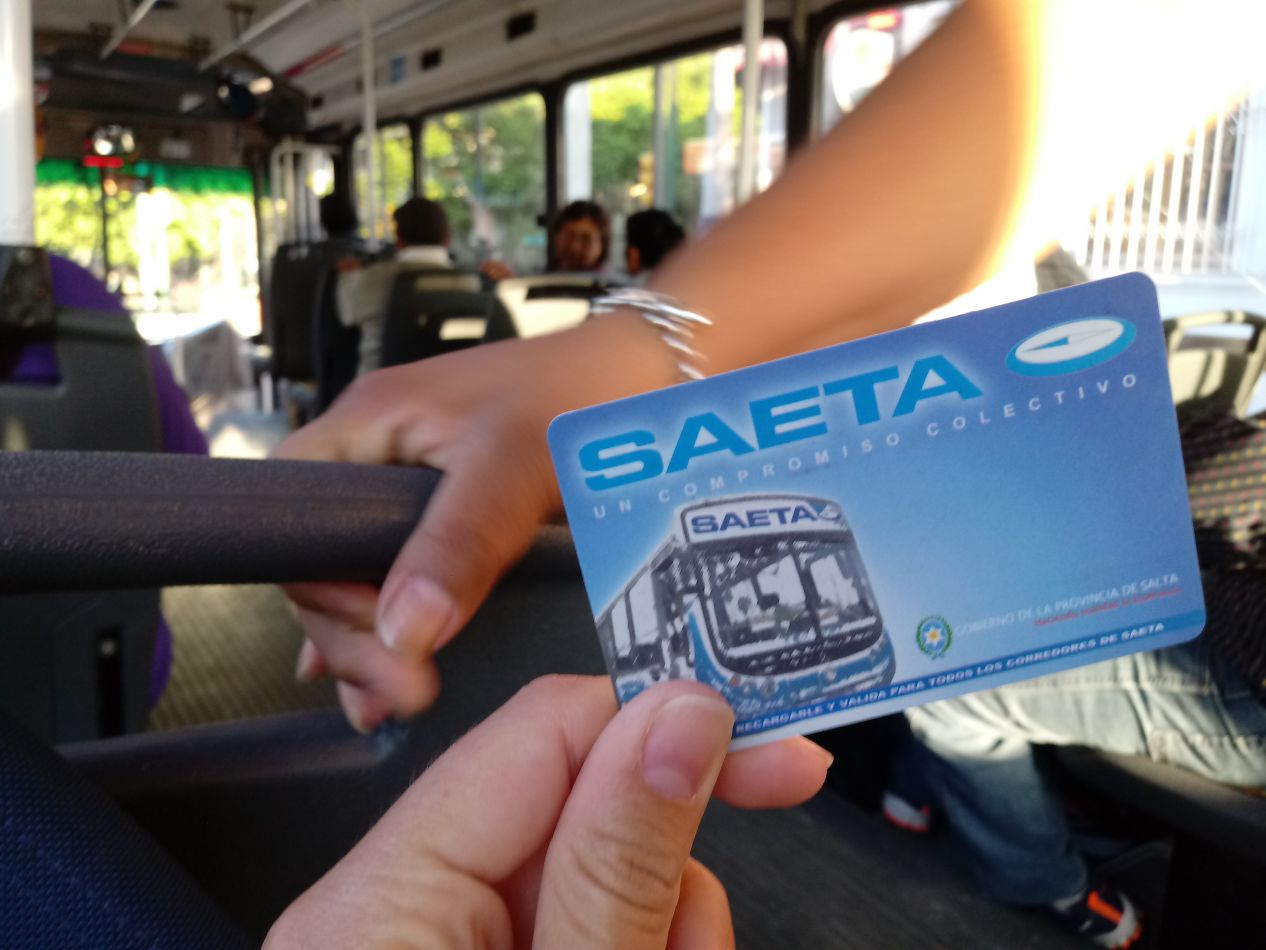 SAETA
UN COMPROMISO COLECTIVO
SAETA
GOBIERNO DE LA PROVINCIA DE SALTA
RECARGABLE Y VALIDA PARA TODOS LOS CORREDORES DE SAETA